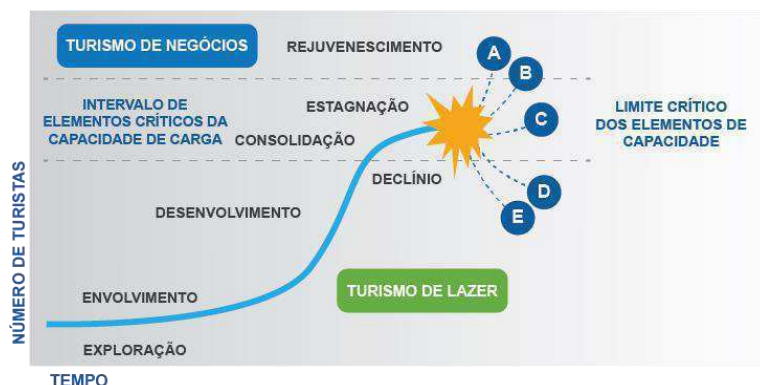 TURISMO DE NEGÓCIOS
REJUVENESCIMENTO
A
B
INTERVALO DE
ELEMENTOS CRÍTICOS DA
CAPACIDADE DE CARGA
ESTAGNAÇÃO
CONSOLIDAÇÃO
C
LIMITE CRÍTICO
DOS ELEMENTOS DE
CAPACIDADE
DECLÍNIO
D
E
DESENVOLVIMENTO
TURISMO DE LAZER
ENVOLVIMENTO
EXPLORAÇÃO
NÚMERO DE TURISTAS
TEMPO